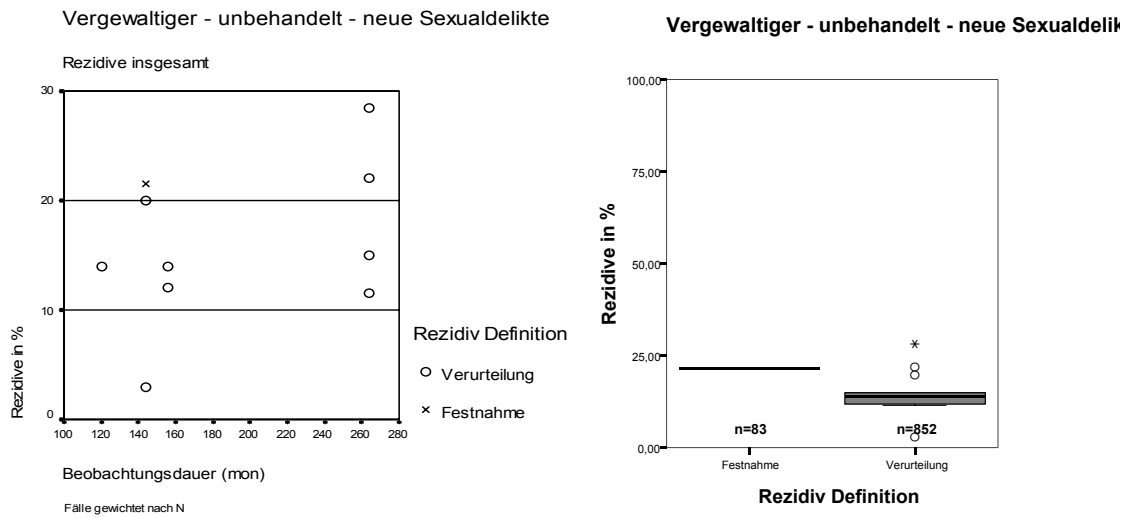 Vergewaltiger - unbehandelt - neue Sexualdelikte
Rezidive insgesamt
Rezidive in %
30
20
10
0
100 120 140 160 180 200 220 240 260 280
Beobachtungsdauer (mon)
Fälle gewichtet nach N
Rezidiv Definition
Verurteilung
Festnahme
Vergewaltiger - unbehandelt - neue Sexualdelik
Rezidive in %
100,00
75,00
50,00
25,00
0,00
n=83 n=852
Festnahme Verurteilung
Rezidiv Definition